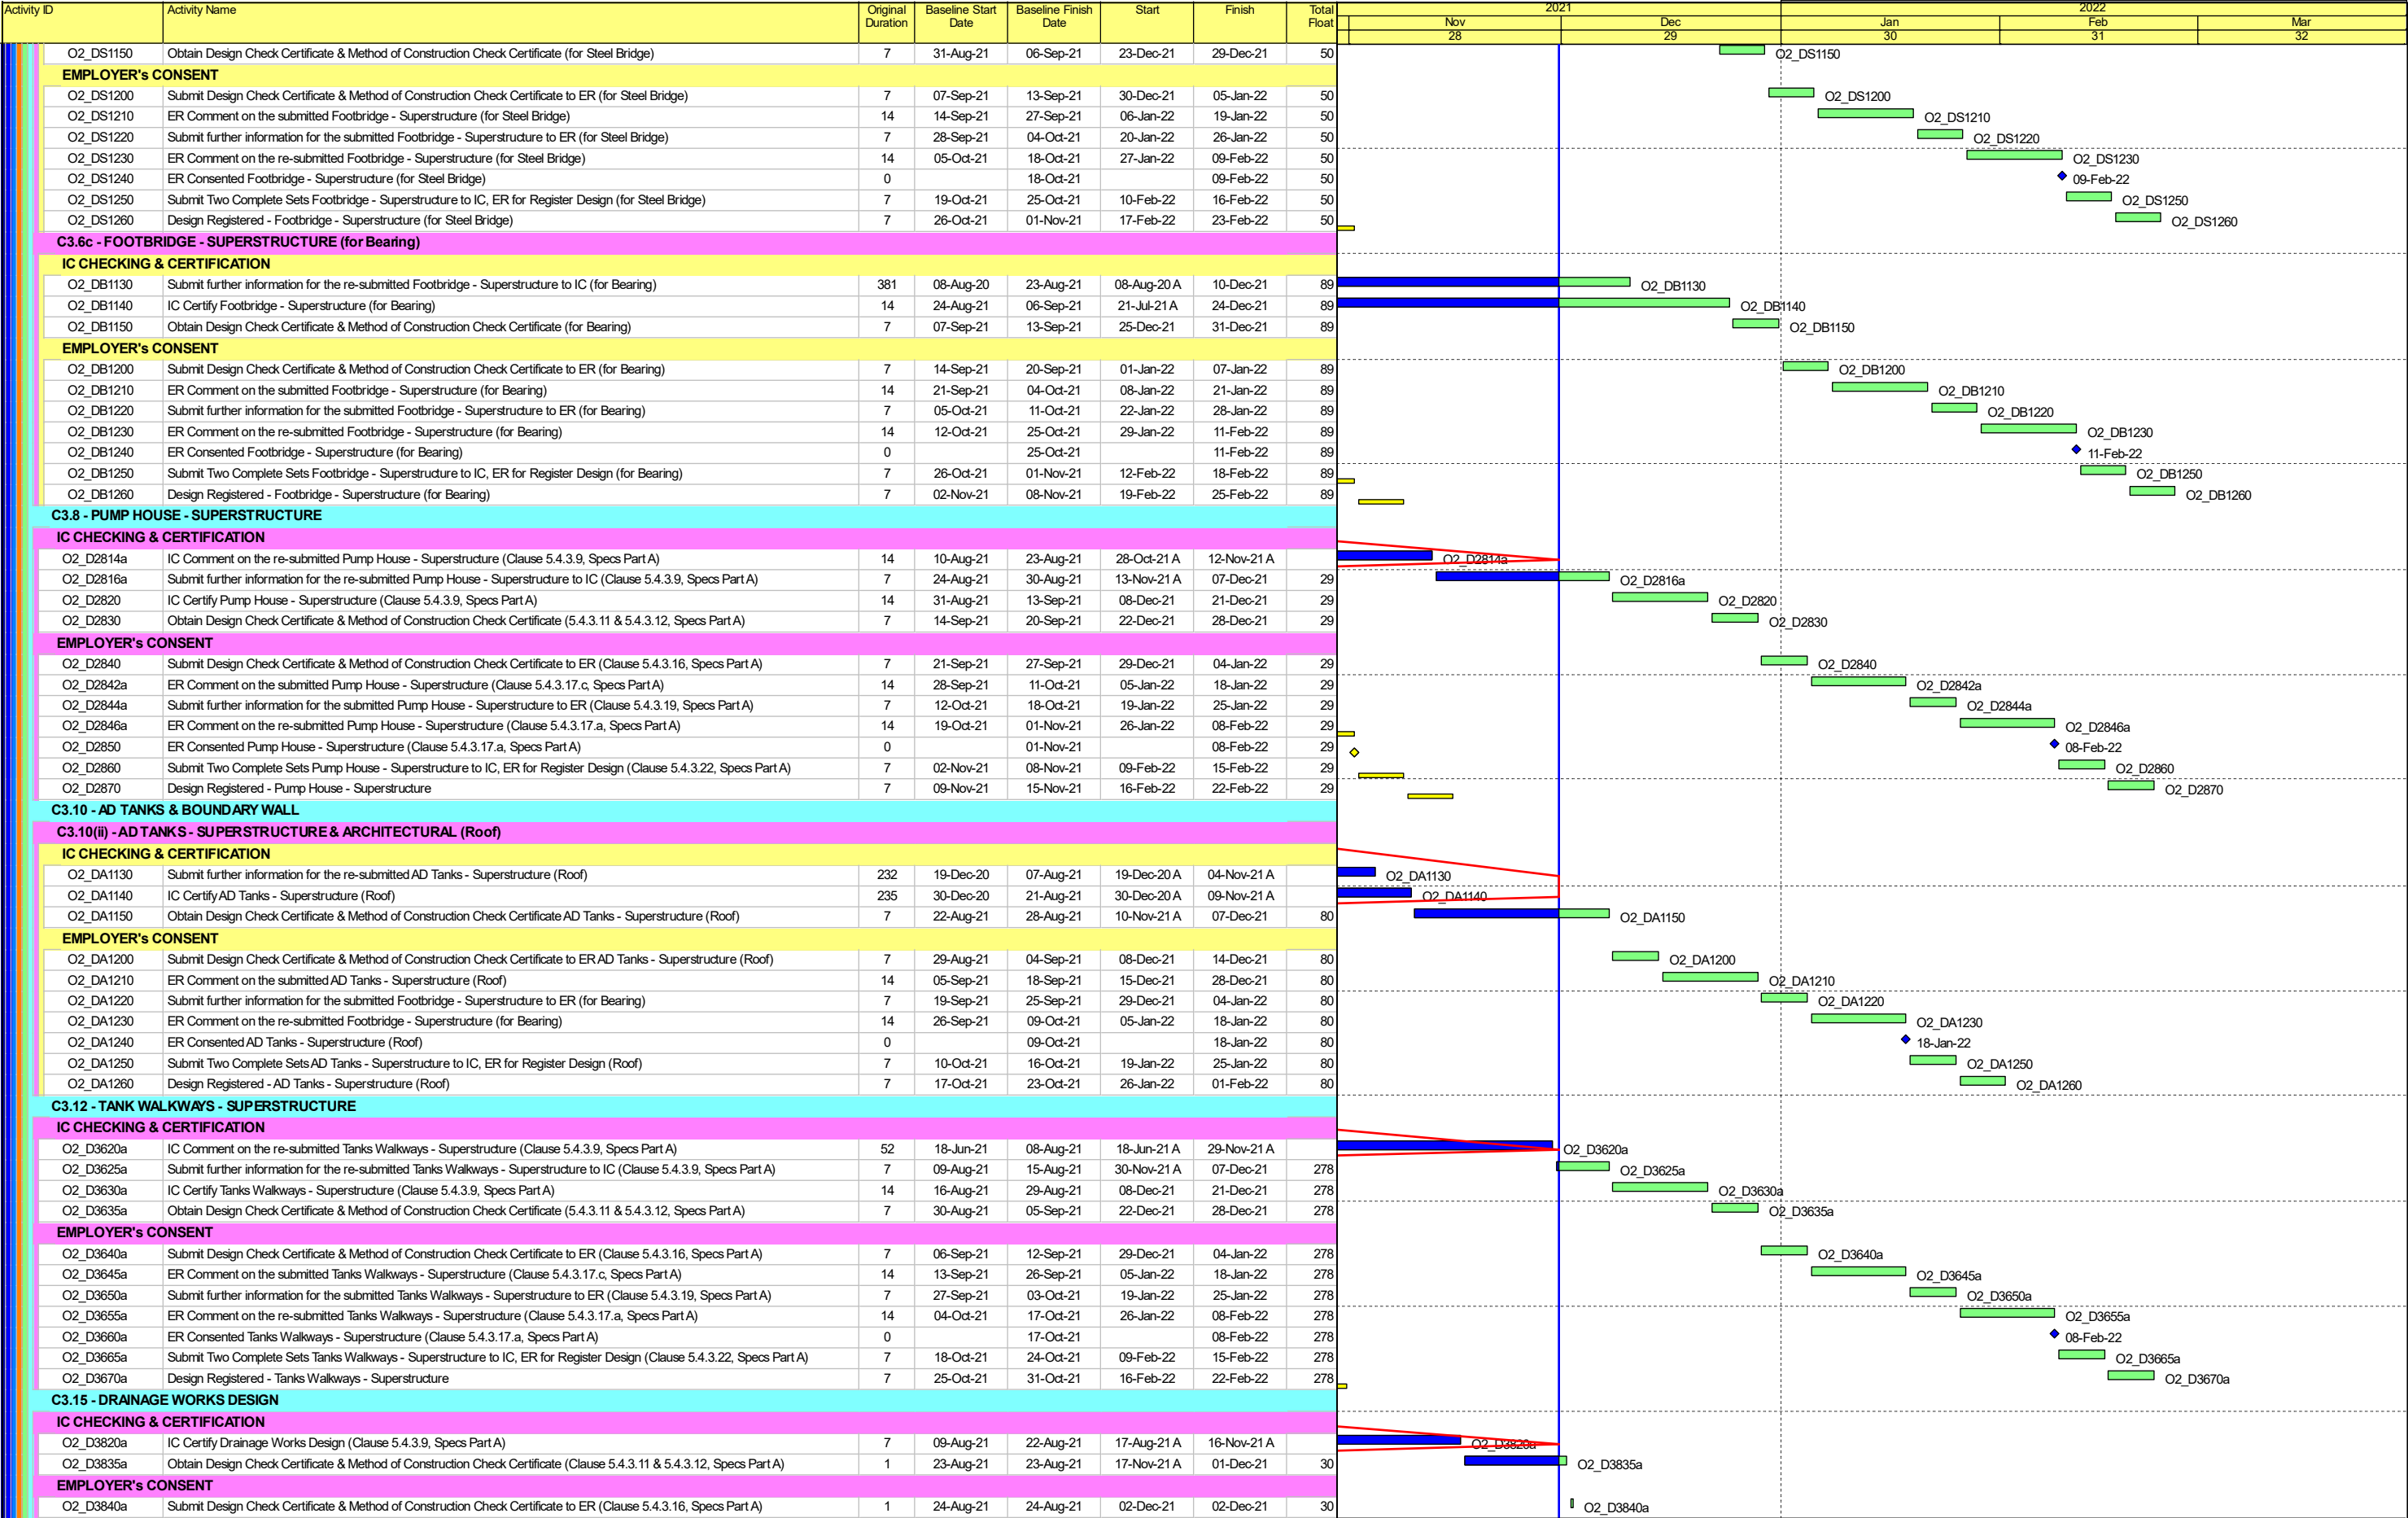 Activity ID Activity Name Original Duration Baseline Start Date Baseline Finish Date Start Finish Total Float 2021 2022
Nov Dec Jan Feb Mar
28 29 30 31 32
O2_DS1150 Obtain Design Check Certificate & Method of Construction Check Certificate (for Steel Bridge) 7 31-Aug-21 06-Sep-21 23-Dec-21 29-Dec-21 50 O2_DS1150
EMPLOYER's CONSENT
O2_DS1200 Submit Design Check Certificate & Method of Construction Check Certificate to ER (for Steel Bridge) 7 07-Sep-21 13-Sep-21 30-Dec-21 05-Jan-22 50 O2_DS1200
O2_DS1210 ER Comment on the submitted Footbridge - Superstructure (for Steel Bridge) 14 14-Sep-21 27-Sep-21 06-Jan-22 19-Jan-22 50 O2_DS1210
O2_DS1220 Submit further information for the submitted Footbridge - Superstructure to ER (for Steel Bridge) 7 28-Sep-21 04-Oct-21 20-Jan-22 26-Jan-22 50 O2_DS1220
O2_DS1230 ER Comment on the re-submitted Footbridge - Superstructure (for Steel Bridge) 14 05-Oct-21 18-Oct-21 27-Jan-22 09-Feb-22 50 O2_DS1230
O2_DS1240 ER Consented Footbridge - Superstructure (for Steel Bridge) 0 18-Oct-21 09-Feb-22 50 09-Feb-22
O2_DS1250 Submit Two Complete Sets Footbridge - Superstructure to IC, ER for Register Design (for Steel Bridge) 7 19-Oct-21 25-Oct-21 10-Feb-22 16-Feb-22 50 O2_DS1250
O2_DS1260 Design Registered - Footbridge - Superstructure (for Steel Bridge) 7 26-Oct-21 01-Nov-21 17-Feb-22 23-Feb-22 50 O2_DS1260
C3.6c - FOOTBRIDGE - SUPERSTRUCTURE (for Bearing)
IC CHECKING & CERTIFICATION
O2_DB1130 Submit further information for the re-submitted Footbridge - Superstructure to IC (for Bearing) 381 08-Aug-20 23-Aug-21 08-Aug-20 A 10-Dec-21 89 O2_DB1130
O2_DB1140 IC Certify Footbridge - Superstructure (for Bearing) 14 24-Aug-21 06-Sep-21 21-Jul-21 A 24-Dec-21 89 O2_DB1140
O2_DB1150 Obtain Design Check Certificate & Method of Construction Check Certificate (for Bearing) 7 07-Sep-21 13-Sep-21 25-Dec-21 31-Dec-21 89 O2_DB1150
EMPLOYER's CONSENT
O2_DB1200 Submit Design Check Certificate & Method of Construction Check Certificate to ER (for Bearing) 7 14-Sep-21 20-Sep-21 01-Jan-22 07-Jan-22 89 O2_DB1200
O2_DB1210 ER Comment on the submitted Footbridge - Superstructure (for Bearing) 14 21-Sep-21 04-Oct-21 08-Jan-22 21-Jan-22 89 O2_DB1210
O2_DB1220 Submit further information for the submitted Footbridge - Superstructure to ER (for Bearing) 7 05-Oct-21 11-Oct-21 22-Jan-22 28-Jan-22 89 O2_DB1220
O2_DB1230 ER Comment on the re-submitted Footbridge - Superstructure (for Bearing) 14 12-Oct-21 25-Oct-21 29-Jan-22 11-Feb-22 89 O2_DB1230
O2_DB1240 ER Consented Footbridge - Superstructure (for Bearing) 0 25-Oct-21 11-Feb-22 89 11-Feb-22
O2_DB1250 Submit Two Complete Sets Footbridge - Superstructure to IC, ER for Register Design (for Bearing) 7 26-Oct-21 01-Nov-21 12-Feb-22 18-Feb-22 89 O2_DB1250
O2_DB1260 Design Registered - Footbridge - Superstructure (for Bearing) 7 02-Nov-21 08-Nov-21 19-Feb-22 25-Feb-22 89 O2_DB1260
C3.8 - PUMP HOUSE - SUPERSTRUCTURE
IC CHECKING & CERTIFICATION
O2_D2814a IC Comment on the re-submitted Pump House - Superstructure (Clause 5.4.3.9, Specs Part A) 14 10-Aug-21 23-Aug-21 28-Oct-21 A 12-Nov-21 A O2_D2814a
O2_D2816a Submit further information for the re-submitted Pump House - Superstructure to IC (Clause 5.4.3.9, Specs Part A) 7 24-Aug-21 30-Aug-21 13-Nov-21 A 07-Dec-21 29 O2_D2816a
O2_D2820 IC Certify Pump House - Superstructure (Clause 5.4.3.9, Specs Part A) 14 31-Aug-21 13-Sep-21 08-Dec-21 21-Dec-21 29 O2_D2820
O2_D2830 Obtain Design Check Certificate & Method of Construction Check Certificate (5.4.3.11 & 5.4.3.12, Specs Part A) 7 14-Sep-21 20-Sep-21 22-Dec-21 28-Dec-21 29 O2_D2830
EMPLOYER's CONSENT
O2_D2840 Submit Design Check Certificate & Method of Construction Check Certificate to ER (Clause 5.4.3.16, Specs Part A) 7 21-Sep-21 27-Sep-21 29-Dec-21 04-Jan-22 29 O2_D2840
O2_D2842a ER Comment on the submitted Pump House - Superstructure (Clause 5.4.3.17.c, Specs Part A) 14 28-Sep-21 11-Oct-21 05-Jan-22 18-Jan-22 29 O2_D2842a
O2_D2844a Submit further information for the submitted Pump House - Superstructure to ER (Clause 5.4.3.19, Specs Part A) 7 12-Oct-21 18-Oct-21 19-Jan-22 25-Jan-22 29 O2_D2844a
O2_D2846a ER Comment on the re-submitted Pump House - Superstructure (Clause 5.4.3.17.a, Specs Part A) 14 19-Oct-21 01-Nov-21 26-Jan-22 08-Feb-22 29 O2_D2846a
O2_D2850 ER Consented Pump House - Superstructure (Clause 5.4.3.17.a, Specs Part A) 0 01-Nov-21 08-Feb-22 29 08-Feb-22
O2_D2860 Submit Two Complete Sets Pump House - Superstructure to IC, ER for Register Design (Clause 5.4.3.22, Specs Part A) 7 02-Nov-21 08-Nov-21 09-Feb-22 15-Feb-22 29 O2_D2860
O2_D2870 Design Registered - Pump House - Superstructure 7 09-Nov-21 15-Nov-21 16-Feb-22 22-Feb-22 29 O2_D2870
C3.10 - AD TANKS & BOUNDARY WALL
C3.10(ii) - AD TANKS - SUPERSTRUCTURE & ARCHITECTURAL (Roof)
IC CHECKING & CERTIFICATION
O2_DA1130 Submit further information for the re-submitted AD Tanks - Superstructure (Roof) 232 19-Dec-20 07-Aug-21 19-Dec-20 A 04-Nov-21 A O2_DA1130
O2_DA1140 IC Certify AD Tanks - Superstructure (Roof) 235 30-Dec-20 21-Aug-21 30-Dec-20 A 09-Nov-21 A O2_DA1140
O2_DA1150 Obtain Design Check Certificate & Method of Construction Check Certificate AD Tanks - Superstructure (Roof) 7 22-Aug-21 28-Aug-21 10-Nov-21 A 07-Dec-21 80 O2_DA1150
EMPLOYER's CONSENT
O2_DA1200 Submit Design Check Certificate & Method of Construction Check Certificate to ER AD Tanks - Superstructure (Roof) 7 29-Aug-21 04-Sep-21 08-Dec-21 14-Dec-21 80 O2_DA1200
O2_DA1210 ER Comment on the submitted AD Tanks - Superstructure (Roof) 14 05-Sep-21 18-Sep-21 15-Dec-21 28-Dec-21 80 O2_DA1210
O2_DA1220 Submit further information for the submitted Footbridge - Superstructure to ER (for Bearing) 7 19-Sep-21 25-Sep-21 29-Dec-21 04-Jan-22 80 O2_DA1220
O2_DA1230 ER Comment on the re-submitted Footbridge - Superstructure (for Bearing) 14 26-Sep-21 09-Oct-21 05-Jan-22 18-Jan-22 80 O2_DA1230
O2_DA1240 ER Consented AD Tanks - Superstructure (Roof) 0 09-Oct-21 18-Jan-22 80 18-Jan-22
O2_DA1250 Submit Two Complete Sets AD Tanks - Superstructure to IC, ER for Register Design (Roof) 7 10-Oct-21 16-Oct-21 19-Jan-22 25-Jan-22 80 O2_DA1250
O2_DA1260 Design Registered - AD Tanks - Superstructure (Roof) 7 17-Oct-21 23-Oct-21 26-Jan-22 01-Feb-22 80 O2_DA1260
C3.12 - TANK WALKWAYS - SUPERSTRUCTURE
IC CHECKING & CERTIFICATION
O2_D3620a IC Comment on the re-submitted Tanks Walkways - Superstructure (Clause 5.4.3.9, Specs Part A) 52 18-Jun-21 08-Aug-21 18-Jun-21 A 29-Nov-21 A O2_D3620a
O2_D3625a Submit further information for the re-submitted Tanks Walkways - Superstructure to IC (Clause 5.4.3.9, Specs Part A) 7 09-Aug-21 15-Aug-21 30-Nov-21 A 07-Dec-21 278 O2_D3625a
O2_D3630a IC Certify Tanks Walkways - Superstructure (Clause 5.4.3.9, Specs Part A) 14 16-Aug-21 29-Aug-21 08-Dec-21 21-Dec-21 278 O2_D3630a
O2_D3635a Obtain Design Check Certificate & Method of Construction Check Certificate (5.4.3.11 & 5.4.3.12, Specs Part A) 7 30-Aug-21 05-Sep-21 22-Dec-21 28-Dec-21 278 O2_D3635a
EMPLOYER's CONSENT
O2_D3640a Submit Design Check Certificate & Method of Construction Check Certificate to ER (Clause 5.4.3.16, Specs Part A) 7 06-Sep-21 12-Sep-21 29-Dec-21 04-Jan-22 278 O2_D3640a
O2_D3645a ER Comment on the submitted Tanks Walkways - Superstructure (Clause 5.4.3.17.c, Specs Part A) 14 13-Sep-21 26-Sep-21 05-Jan-22 18-Jan-22 278 O2_D3645a
O2_D3650a Submit further information for the submitted Tanks Walkways - Superstructure to ER (Clause 5.4.3.19, Specs Part A) 7 27-Sep-21 03-Oct-21 19-Jan-22 25-Jan-22 278 O2_D3650a
O2_D3655a ER Comment on the re-submitted Tanks Walkways - Superstructure (Clause 5.4.3.17.a, Specs Part A) 14 04-Oct-21 17-Oct-21 26-Jan-22 08-Feb-22 278 O2_D3655a
O2_D3660a ER Consented Tanks Walkways - Superstructure (Clause 5.4.3.17.a, Specs Part A) 0 17-Oct-21 08-Feb-22 278 08-Feb-22
O2_D3665a Submit Two Complete Sets Tanks Walkways - Superstructure to IC, ER for Register Design (Clause 5.4.3.22, Specs Part A) 7 18-Oct-21 24-Oct-21 09-Feb-22 15-Feb-22 278 O2_D3665a
O2_D3670a Design Registered - Tanks Walkways - Superstructure 7 25-Oct-21 31-Oct-21 16-Feb-22 22-Feb-22 278 O2_D3670a
C3.15 - DRAINAGE WORKS DESIGN
IC CHECKING & CERTIFICATION
O2_D3820a IC Certify Drainage Works Design (Clause 5.4.3.9, Specs Part A) 7 09-Aug-21 22-Aug-21 17-Aug-21 A 16-Nov-21 A O2_D3820a
O2_D3835a Obtain Design Check Certificate & Method of Construction Check Certificate (Clause 5.4.3.11 & 5.4.3.12, Specs Part A) 1 23-Aug-21 23-Aug-21 17-Nov-21 A 01-Dec-21 30 O2_D3835a
EMPLOYER's CONSENT
O2_D3840a Submit Design Check Certificate & Method of Construction Check Certificate to ER (Clause 5.4.3.16, Specs Part A) 1 24-Aug-21 24-Aug-21 02-Dec-21 02-Dec-21 30 O2_D3840a